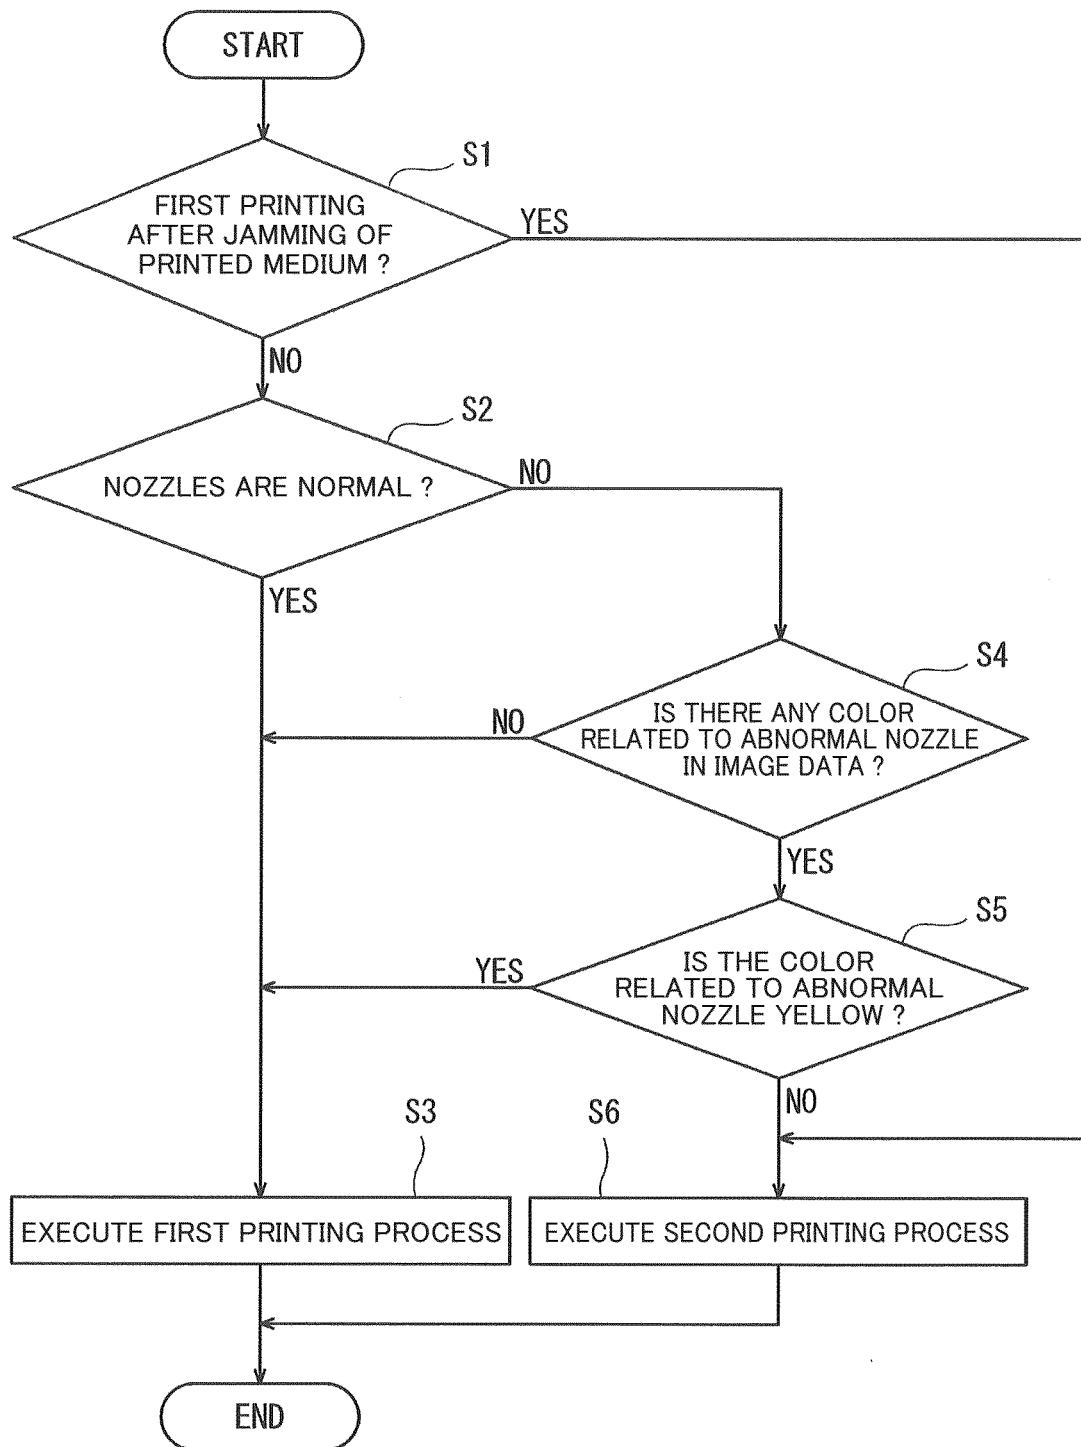 START
S1
FIRST PRINTING
AFTER JAMMING OF
PRINTED MEDIUM ?
YES
NO
S2
NOZZLES ARE NORMAL ?
NO
YES
S4
IS THERE ANY COLOR
RELATED TO ABNORMAL NOZZLE
IN IMAGE DATA ?
NO
YES
S5
IS THE COLOR
RELATED TO ABNORMAL
NOZZLE YELLOW ?
YES
NO
S3
S6
EXECUTE FIRST PRINTING PROCESS
EXECUTE SECOND PRINTING PROCESS
END